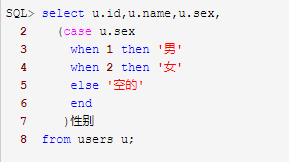 SQL> select u.id,u.name,u.sex,
2 (case u.sex
3 when 1 then '男'
4 when 2 then '女'
5 else '空的'
6 end
7 )性别
8 from users u;